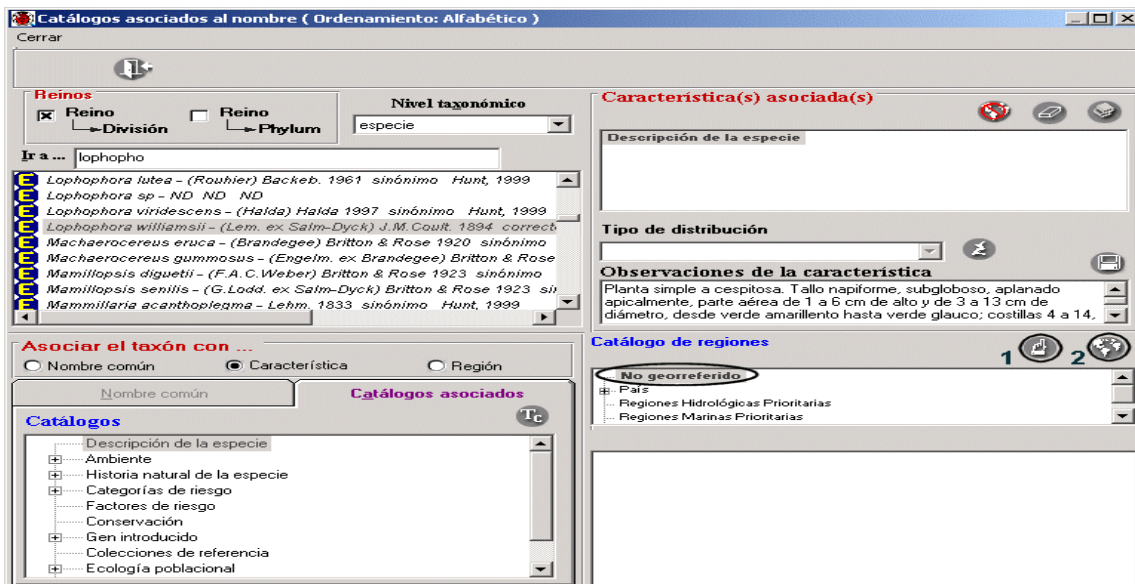 Catálogos asociados al nombre ( Ordenamiento: Alfabético )
Cerrar
Reinos
Reino
División
Reino
Phylum
Nivel taxonómico
especie
Ir a ... lophopho
E Lophophora lutea - (Rouhier) Backeb. 1961 sinónimo Hunt, 1999
E Lophophora sp - ND ND ND
E Lophophora viridescens - (Halda) Halda 1997 sinónimo Hunt, 1999
E Lophophora williamsii - (Lem. ex Salm-Dyck) J.M.Coult. 1894 correct
E Machaerocereus eruca - (Brandegee) Britton & Rose 1920 sinónimo
E Machaerocereus gummosus - (Engelm. ex Brandegee) Britton & Rose
E Mamillopsis diguetii - (F.A.C.Weber) Britton & Rose 1923 sinónimo
E Mamillopsis senilis - (G.Lodd. ex Salm-Dyck) Britton & Rose 1923 sin
E Mammillaria acanthoplegma - Lehm. 1833 sinónimo Hunt, 1999
Característica(s) asociada(s)
Descripción de la especie
Tipo de distribución
Observaciones de la característica
Planta simple a cespitosa. Tallo napiforme, subgloboso, aplanado
apicalmente, parte aérea de 1 a 6 cm de alto y de 3 a 13 cm de
diámetro, desde verde amarillento hasta verde glauco; costillas 4 a 14,
Asociar el taxón con ...
Nombre común
Característica
Región
Nombre común
Catálogos asociados
Catálogos
Tc
Descripción de la especie
Ambiente
Historia natural de la especie
Categorías de riesgo
Factores de riesgo
Conservación
Gen introducido
Colecciones de referencia
Ecología poblacional
Catálogo de regiones
1
2
No georreferido
País
Regiones Hidrológicas Prioritarias
Regiones Marinas Prioritarias